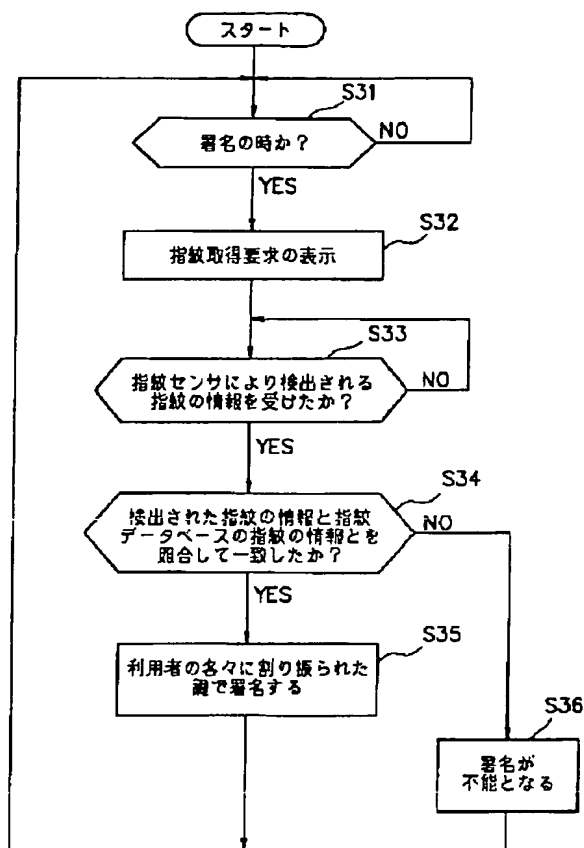 スタート
S31
署名の時か?
NO
YES
S32
指紋取得要求の表示
S33
指紋センサにより検出される
指紋の情報を受けたか?
NO
YES
S34
検出された指紋の情報と指紋
データベースの指紋の情報とを
照合して一致したか?
NO
YES
S35
利用者の各々に割り振られた
鍵で署名する
S36
署名が
不能となる